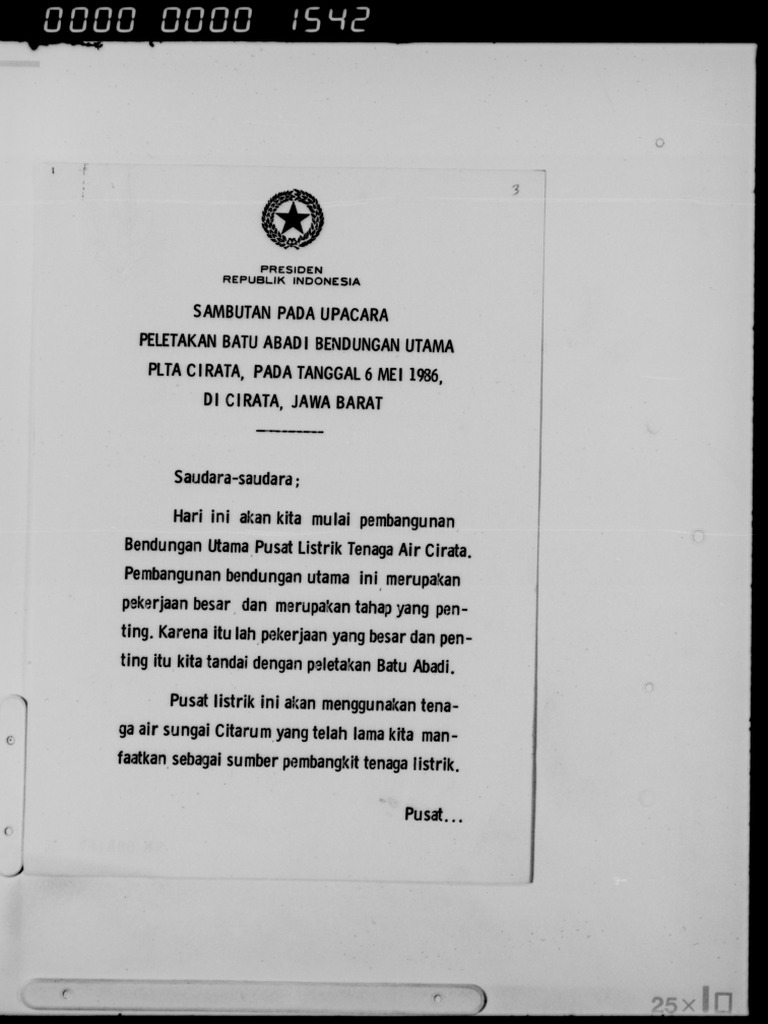 0000 0000 1542
3
PRESIDEN
REPUBLIK INDONESIA
SAMBUTAN PADA UPACARA
PELETAKAN BATU ABADI BENDUNGAN UTAMA
PLTA CIRATA, PADA TANGGAL 6 MEI 1986,
DI CIRATA, JAWA BARAT
Saudara-saudara;
Hari ini akan kita mulai pembangunan
Bendungan Utama Pusat Listrik Tenaga Air Cirata.
Pembangunan bendungan utama ini merupakan
pekerjaan besar dan merupakan tahap yang pen-
ting. Karena itu lah pekerjaan yang besar dan pen-
ting itu kita tandai dengan peletakan Batu Abadi.
Pusat listrik ini akan menggunakan tena-
ga air sungai Citarum yang telah lama kita man-
faatkan sebagai sumber pembangkit tenaga listrik.
Pusat...
25×